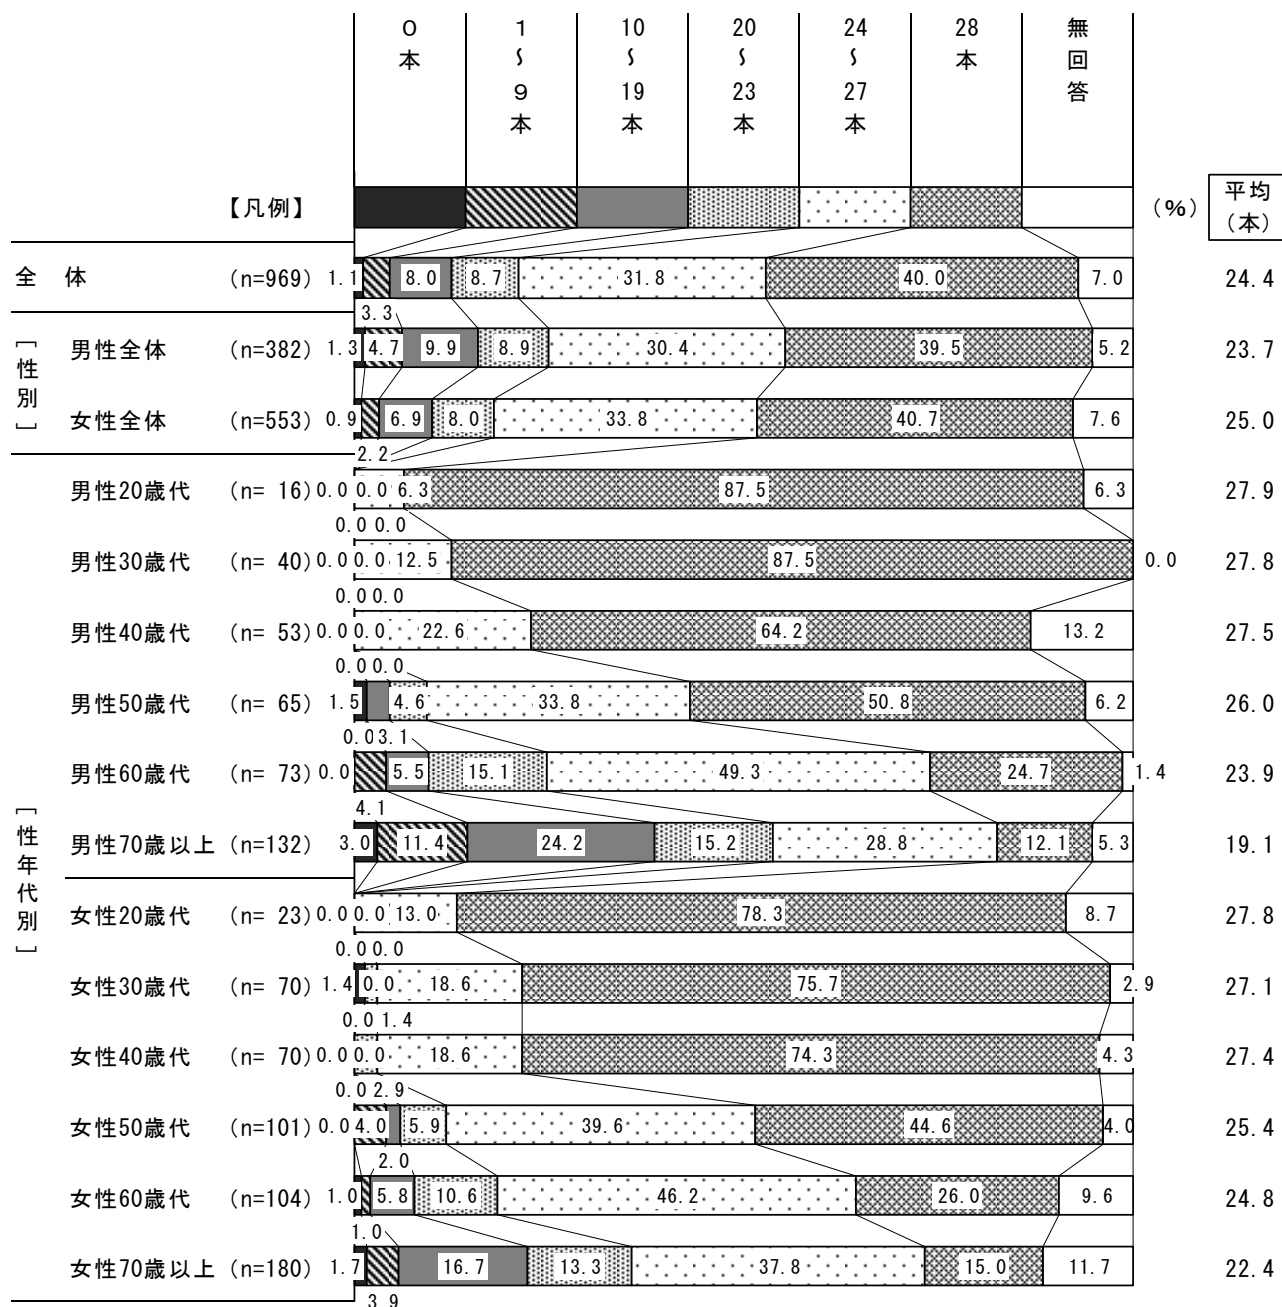 0本 1～9本 10～19本 20～23本 24～27本 28本 無回答
【凡例】 (%) 平均(本)
全 体 (n=969) 1.1 8.0 8.7 31.8 40.0 7.0 24.4
3.3
[性別]
男性全体 (n=382) 1.3 4.7 9.9 8.9 30.4 39.5 5.2 23.7
女性全体 (n=553) 0.9 6.9 8.0 33.8 40.7 7.6 25.0
2.2
[性年代別]
男性20歳代 (n= 16) 0.0 0.0 6.3 87.5 6.3 27.9
0.0 0.0
男性30歳代 (n= 40) 0.0 0.0 12.5 87.5 0.0 27.8
0.0 0.0
男性40歳代 (n= 53) 0.0 0.0 22.6 64.2 13.2 27.5
0.0 0.0
男性50歳代 (n= 65) 1.5 4.6 33.8 50.8 6.2 26.0
0.0 3.1
男性60歳代 (n= 73) 0.0 5.5 15.1 49.3 24.7 1.4 23.9
4.1
男性70歳以上 (n=132) 3.0 11.4 24.2 15.2 28.8 12.1 5.3 19.1
女性20歳代 (n= 23) 0.0 0.0 13.0 78.3 8.7 27.8
0.0 0.0
女性30歳代 (n= 70) 1.4 0.0 18.6 75.7 2.9 27.1
0.0 1.4
女性40歳代 (n= 70) 0.0 0.0 18.6 74.3 4.3 27.4
0.0 2.9
女性50歳代 (n=101) 0.0 4.0 5.9 39.6 44.6 4.0 25.4
2.0
女性60歳代 (n=104) 1.0 5.8 10.6 46.2 26.0 9.6 24.8
1.0
女性70歳以上 (n=180) 1.7 16.7 13.3 37.8 15.0 11.7 22.4
3.9